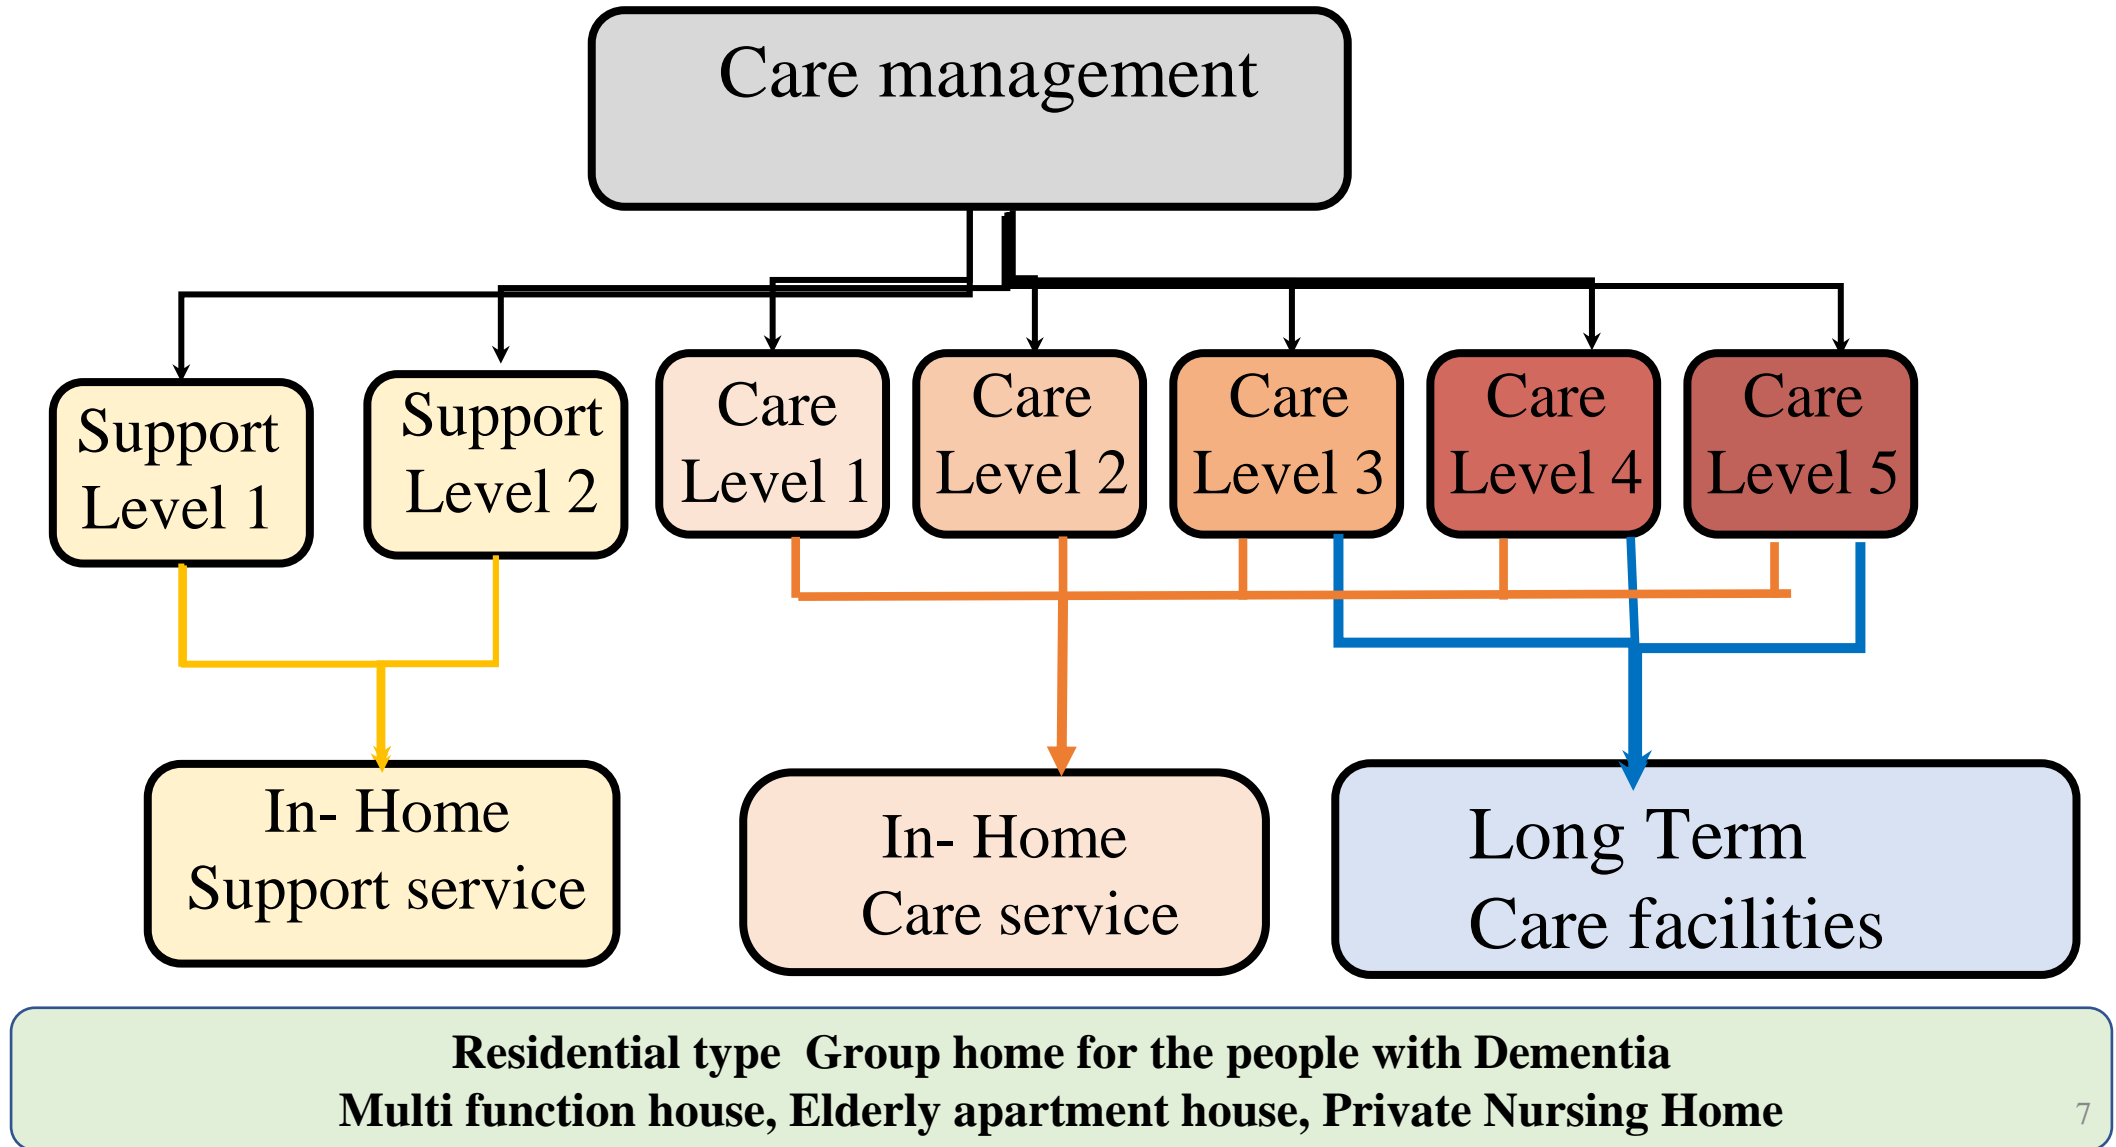 Care management
Support
Level 1
Support
Level 2
Care
Level 1
Care
Level 2
Care
Level 3
Care
Level 4
Care
Level 5
In- Home
Support service
In- Home
Care service
Long Term
Care facilities
Residential type  Group home for the people with Dementia
Multi function house, Elderly apartment house, Private Nursing Home
7